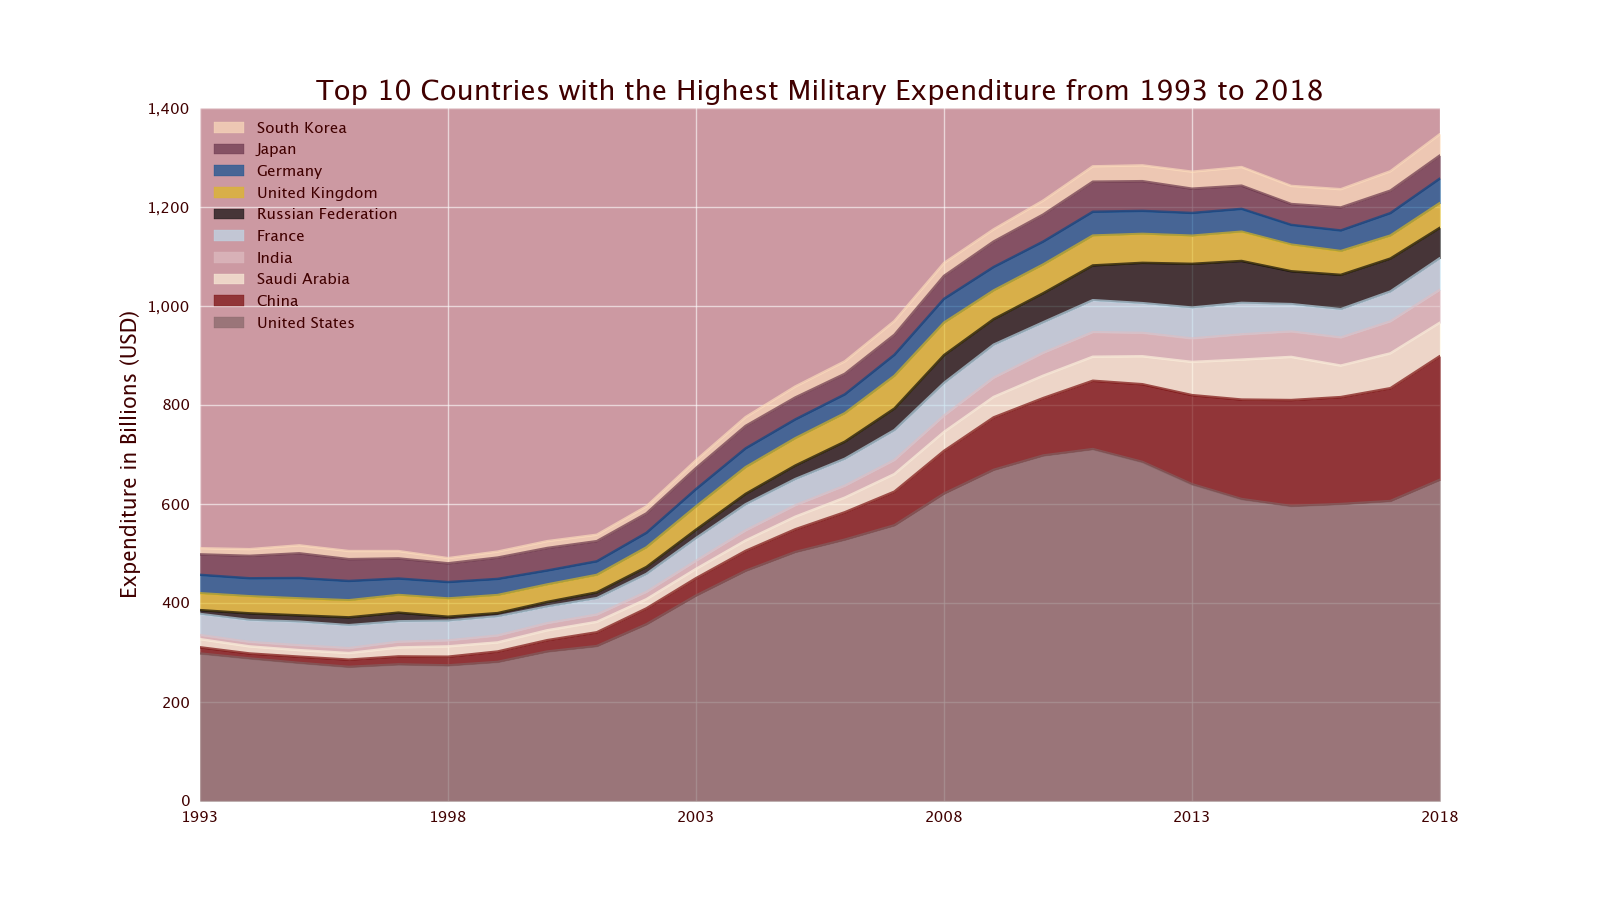 Top 10 Countries with the Highest Military Expenditure from 1993 to 2018
Expenditure in Billions (USD)
1,400
1,200
1,000
800
600
400
200
0
South Korea
Japan
Germany
United Kingdom
Russian Federation
France
India
Saudi Arabia
China
United States
1993 1998 2003 2008 2013 2018